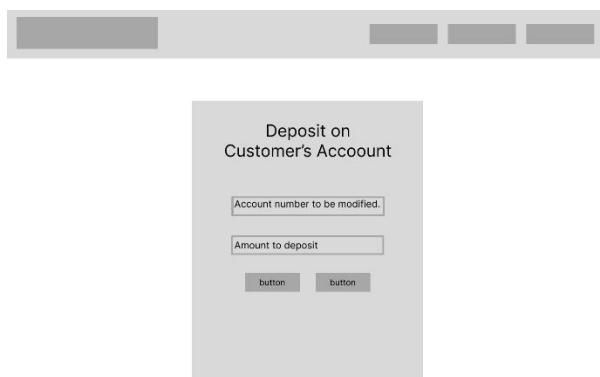 Deposit on
Customer's Accoount
Account number to be modified.
Amount to deposit
button button